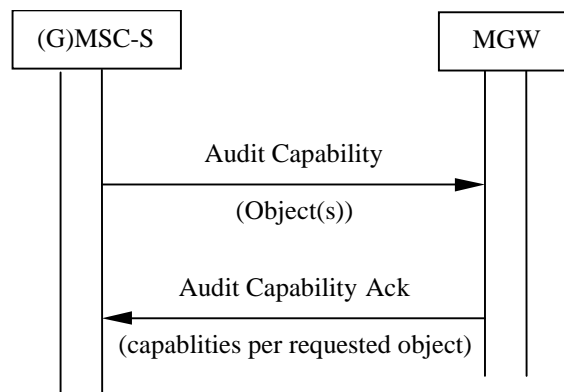 (G)MSC-S
MGW
Audit Capability
(Object(s))
Audit Capability Ack
(capablities per requested object)